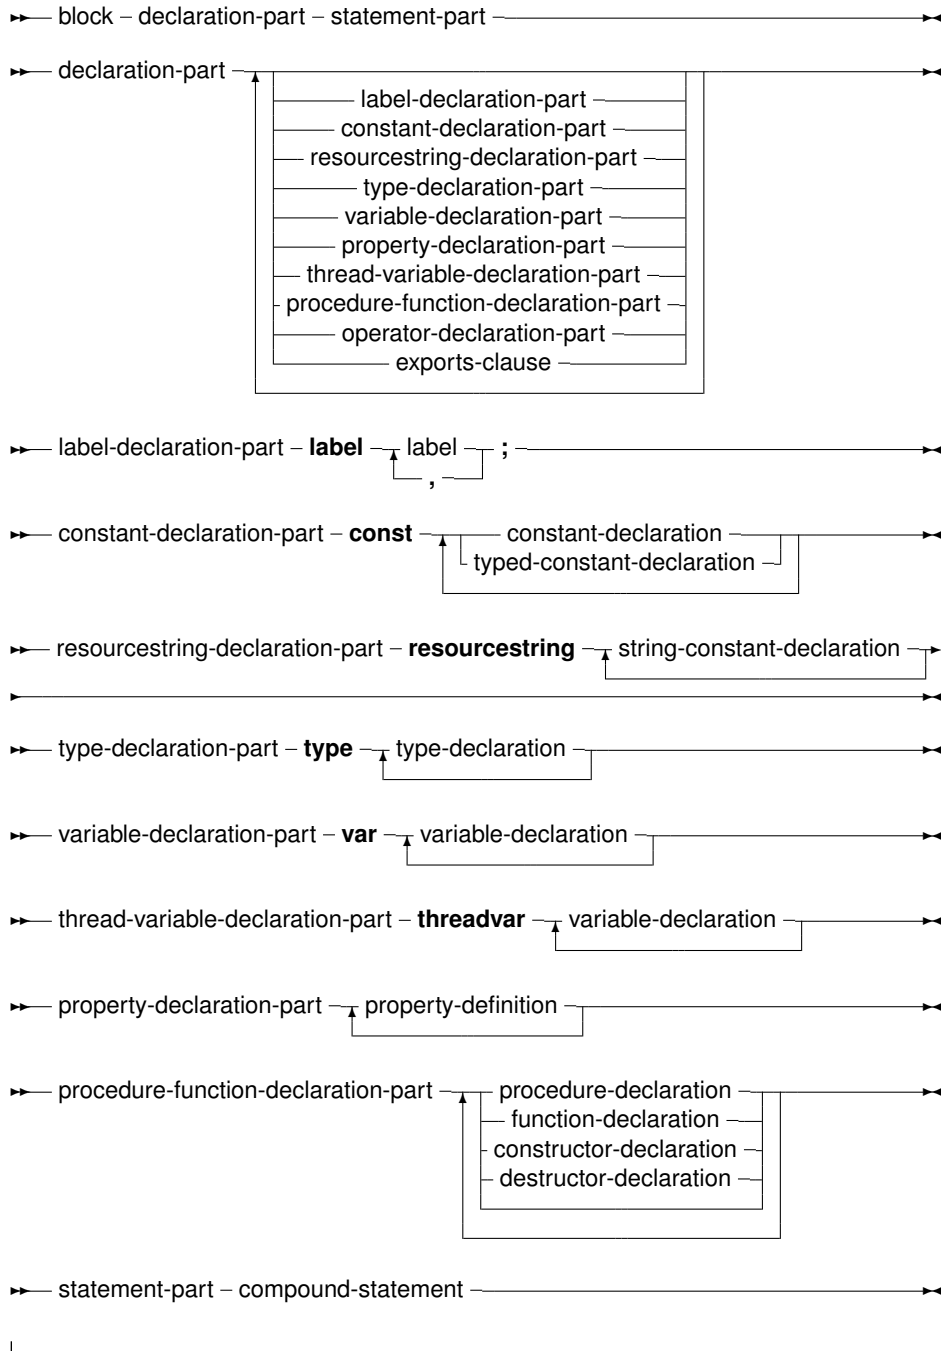 block declaration-part statement-part
declaration-part
label-declaration-part
constant-declaration-part
resourcestring-declaration-part
type-declaration-part
variable-declaration-part
property-declaration-part
thread-variable-declaration-part
procedure-function-declaration-part
operator-declaration-part
exports-clause
label-declaration-part label label ;
,
constant-declaration-part const constant-declaration
typed-constant-declaration
resourcestring-declaration-part resourcestring string-constant-declaration
type-declaration-part type type-declaration
variable-declaration-part var variable-declaration
thread-variable-declaration-part threadvar variable-declaration
property-declaration-part property-definition
procedure-function-declaration-part procedure-declaration
function-declaration
constructor-declaration
destructor-declaration
statement-part compound-statement